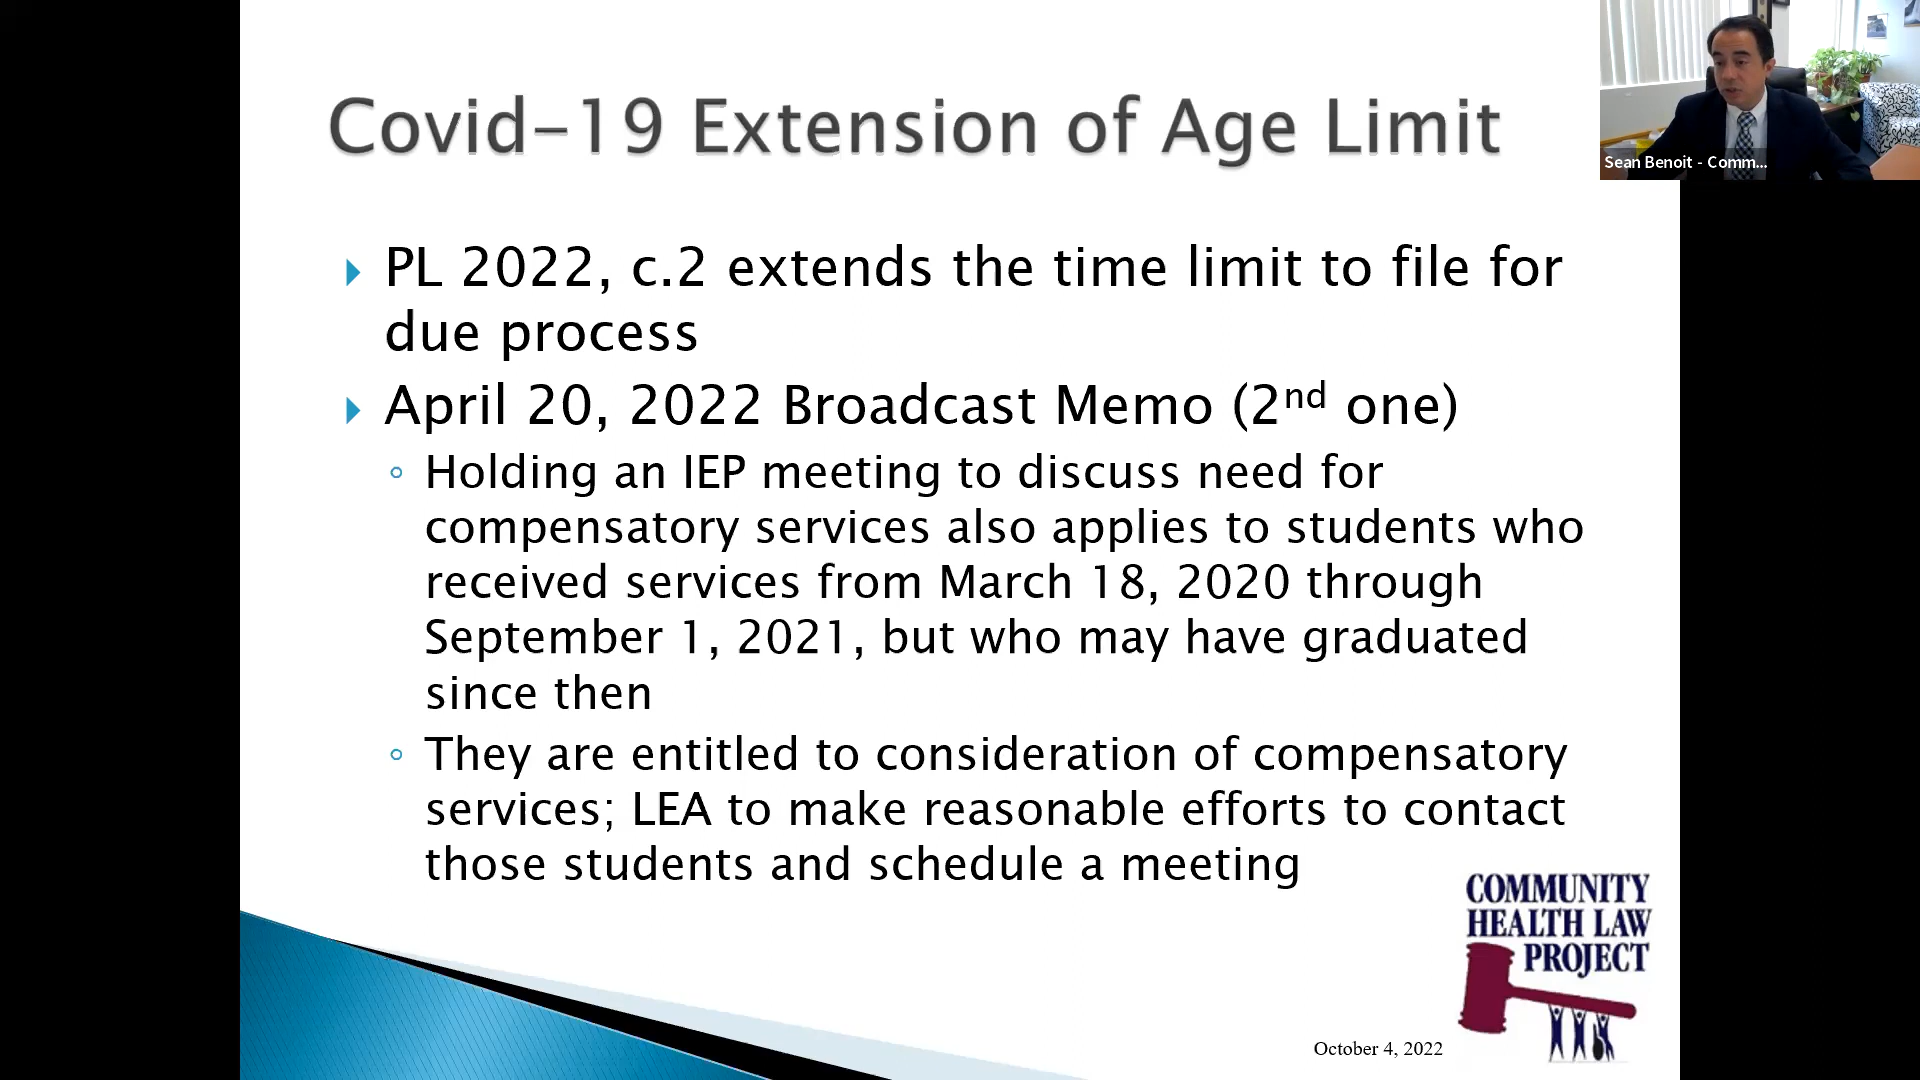 Covid-19 Extension of Age Limit
Sean Benoit - Comm...
PL 2022, c.2 extends the time limit to file for
due process
April 20, 2022 Broadcast Memo (2nd one)
Holding an IEP meeting to discuss need for
compensatory services also applies to students who
received services from March 18, 2020 through
September 1, 2021, but who may have graduated
since then
They are entitled to consideration of compensatory
services; LEA to make reasonable efforts to contact
those students and schedule a meeting
COMMUNITY
HEALTH LAW
PROJECT
October 4, 2022